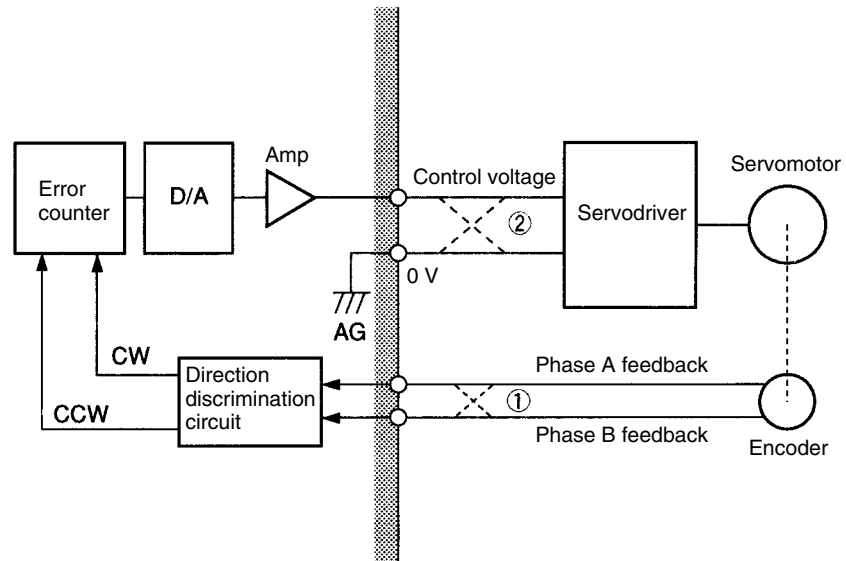 Amp
Servomotor
Error
counter
D/A
Control voltage
②
Servodriver
0 V
AG
CW
Direction
discrimination
circuit
CCW
Phase A feedback
①
Phase B feedback
Encoder